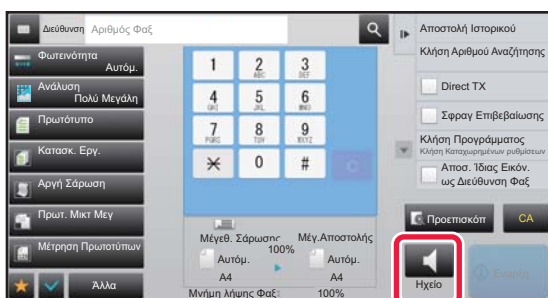 Διεύθυνση
Αριθμός Φαξ
Φωτεινότητα
Αυτόμ.
Ανάλυση
Πολύ Μεγάλη
Πρωτότυπο
Κατασκ. Εργ.
Αργή Σάρωση
Πρωτ. Μικτ Μεγ
Μέτρηση Πρωτοτύπων
Άλλα
1
2 ABC
3 DEF
4 GHI
5 JKL
6 MNO
7 PQRS
8 TUV
9 WXYZ
0
#
C
Μέγεθ. Σάρωσης
Μέγ.Αποστολής
100%
Αυτόμ.
Αυτόμ.
A4
A4
Μνήμη λήψης Φαξ:
100%
Αποστολή Ιστορικού
Κλήση Αριθμού Αναζήτησης
Direct TX
Σφραγ Επιβεβαίωσης
Κλήση Προγράμματος
Κλήση Καταχωρημένων ρυθμίσεων
Αποσ. Ίδιας Εικόν.
ως Διεύθυνση Φαξ
Προεπισκόπ
CA
Ηχείο
Έναρξη